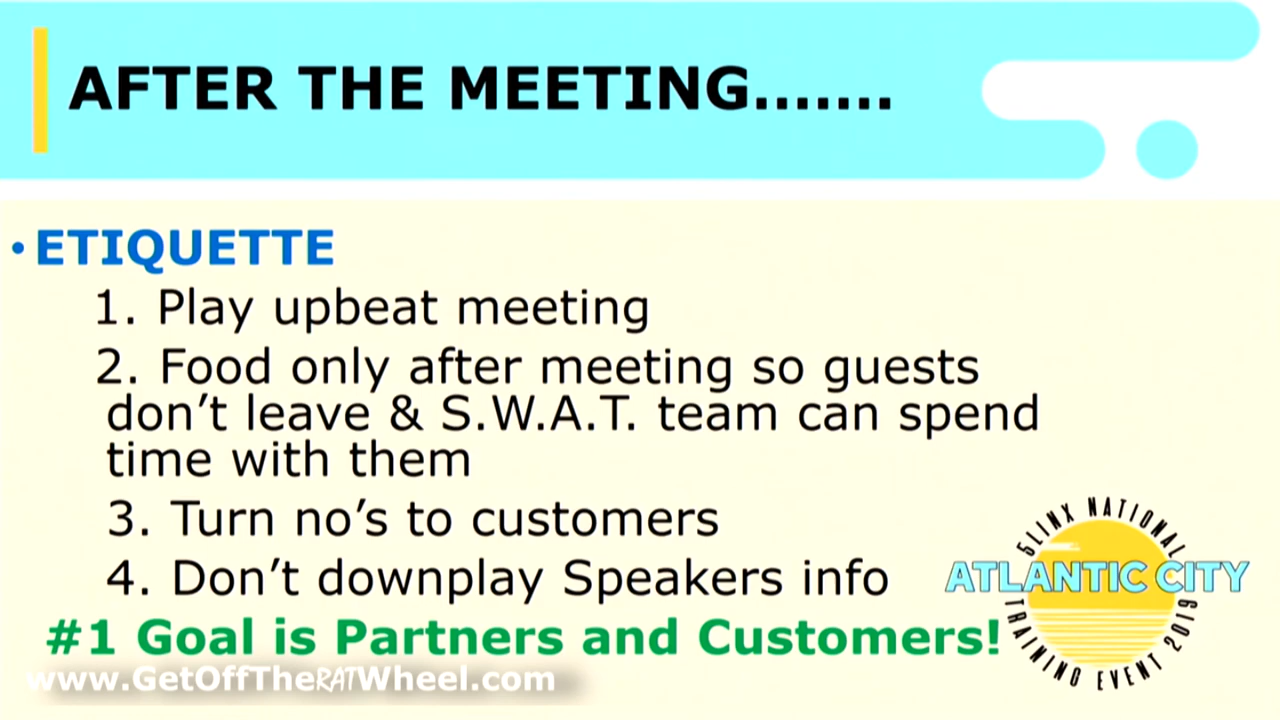 AFTER THE MEETING.......
• ETIQUETTE
1. Play upbeat meeting
2. Food only after meeting so guests
don’t leave & S.W.A.T. team can spend
time with them
3. Turn no’s to customers
4. Don’t downplay Speakers info
#1 Goal is Partners and Customers!
www.GetOffTheRATWheel.com
5LINX NATIONAL
ATLANTIC CITY
TRAINING EVENT 2019